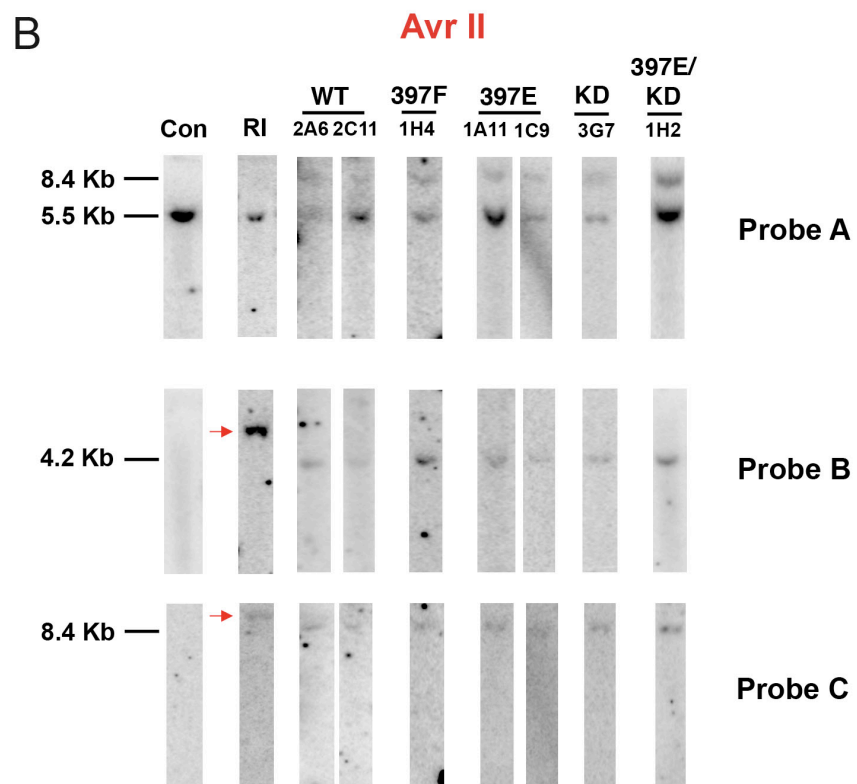 B
Avr II
WT 397F 397E KD 397E/
KD
Con RI 2A6 2C11 1H4 1A11 1C9 3G7 1H2
8.4 Kb
5.5 Kb
Probe A
4.2 Kb
Probe B
8.4 Kb
Probe C